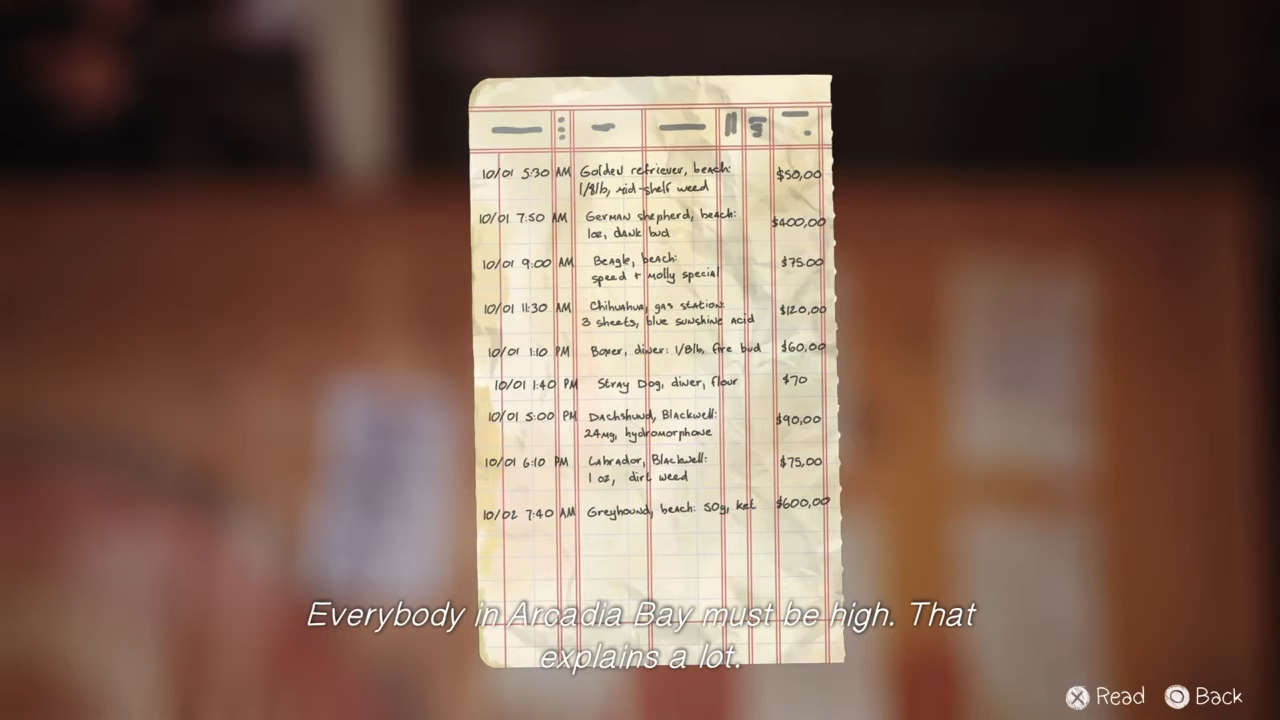 10/01 5:30 AM Golden retriever, beach: $50,00
1/8lb, mid-shelf weed
10/01 7:50 AM German shepherd, beach: $400,00
1oz, dank bud
10/01 9:00 AM Beagle, beach: $75.00
speed + molly special
10/01 11:30 AM Chihuahua, gas station: $120,00
3 sheets, blue sunshine acid
10/01 1:10 PM Boxer, diner: 1/8lb, fire bud $60,00
10/01 1:40 PM Stray Dog, diner, flour $70
10/01 5:00 PM Dachshund, Blackwell: $90,00
24mg, hydromorphone
10/01 6:10 PM Labrador, Blackwell: $75,00
1 oz, dirt weed
10/02 7:40 AM Greyhound, beach: 50g, ket $600,00
Everybody in Arcadia Bay must be high. That
explains a lot.
Read Back